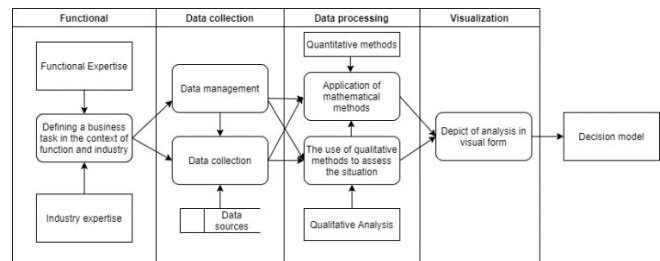 Functional
Data collection
Data processing
Visualization
Functional Expertise
Defining a business
task in the context of
function and industry
Industry expertise
Data management
Data collection
Data
sources
Quantitative methods
Application of
mathematical
methods
The use of qualitative
methods to assess
the situation
Qualitative Analysis
Depict of analysis in
visual form
Decision model